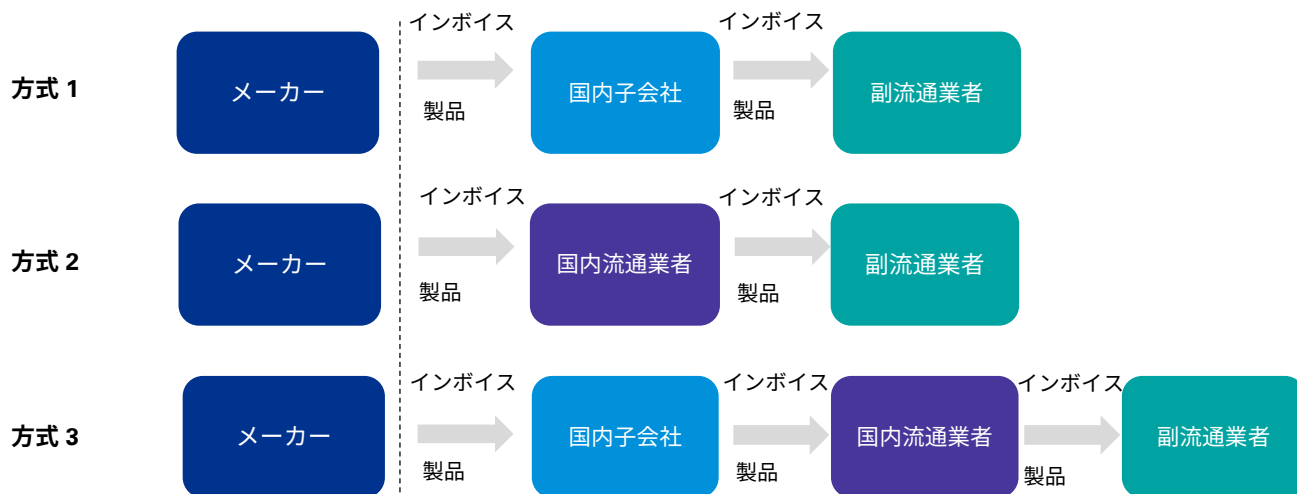 インボイス
インボイス
方式 1
メーカー
国内子会社
副流通業者
製品
製品
インボイス
インボイス
方式 2
メーカー
国内流通業者
副流通業者
製品
製品
インボイス
インボイス
インボイス
方式 3
メーカー
国内子会社
国内流通業者
副流通業者
製品
製品
製品